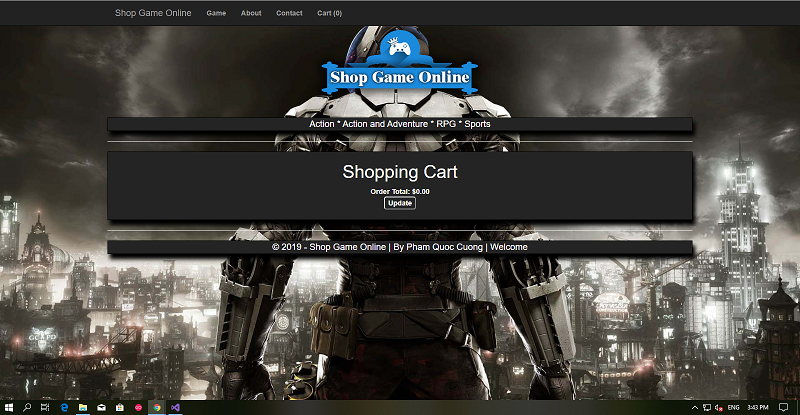 Shop Game Online Game About Contact Cart (0)
Shop Game Online
Action * Action and Adventure * RPG * Sports
Shopping Cart
Order Total: $0.00
Update
© 2019 - Shop Game Online | By Pham Quoc Cuong | Welcome
ENG 3:43 PM